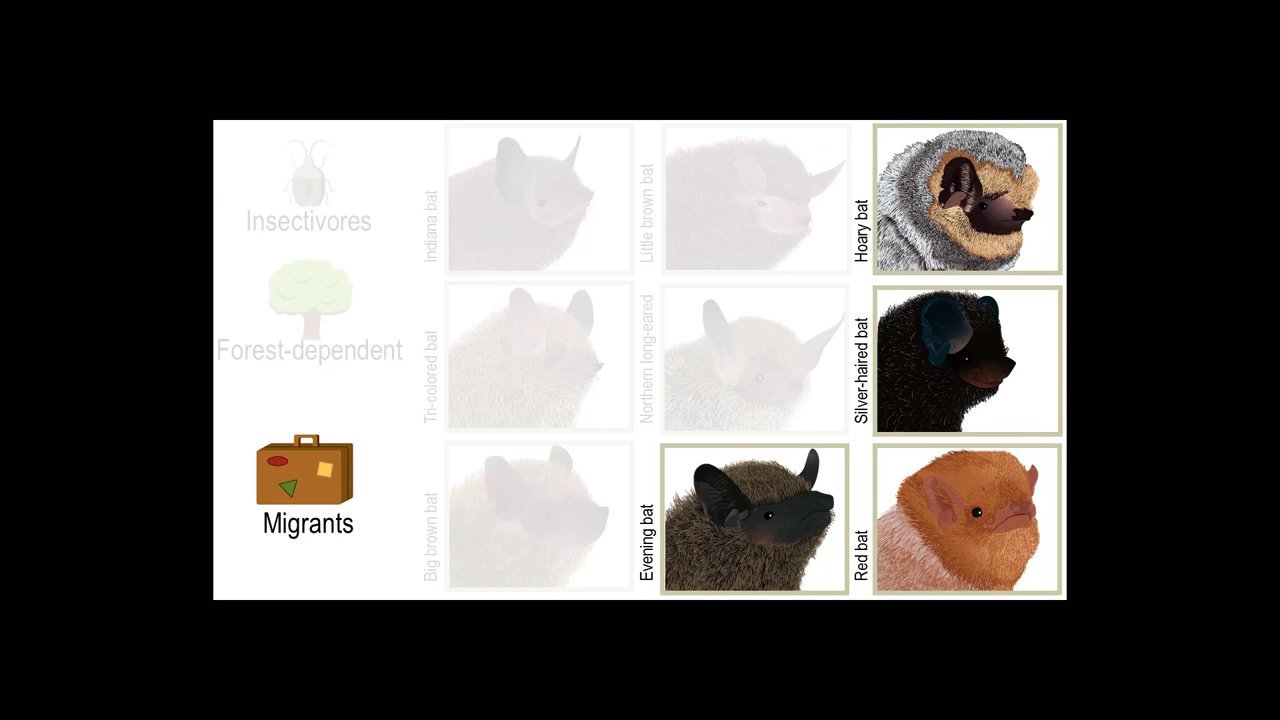 Insectivores
Forest-dependent
Migrants
Indiana bat
Little brown bat
Hoary bat
Tri-colored bat
Northern long-eared
Silver-haired bat
Big brown bat
Evening bat
Red bat